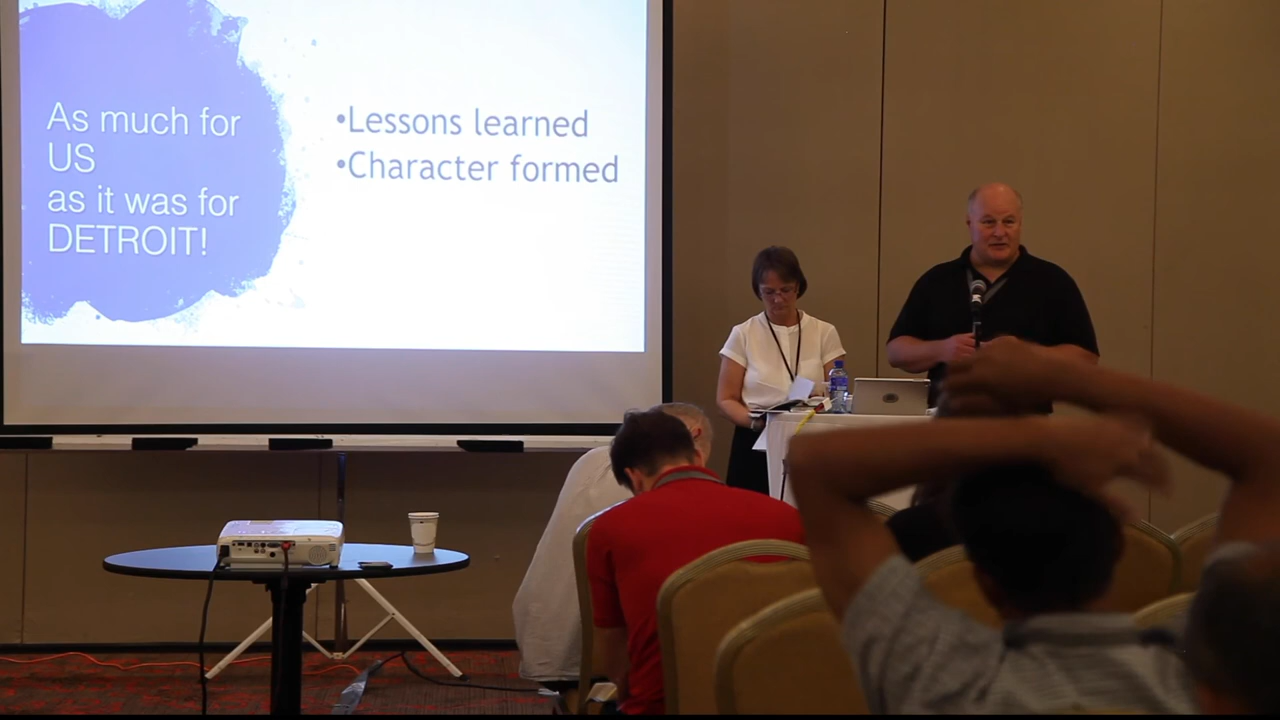 As much for
US
as it was for
DETROIT!
•Lessons learned
•Character formed